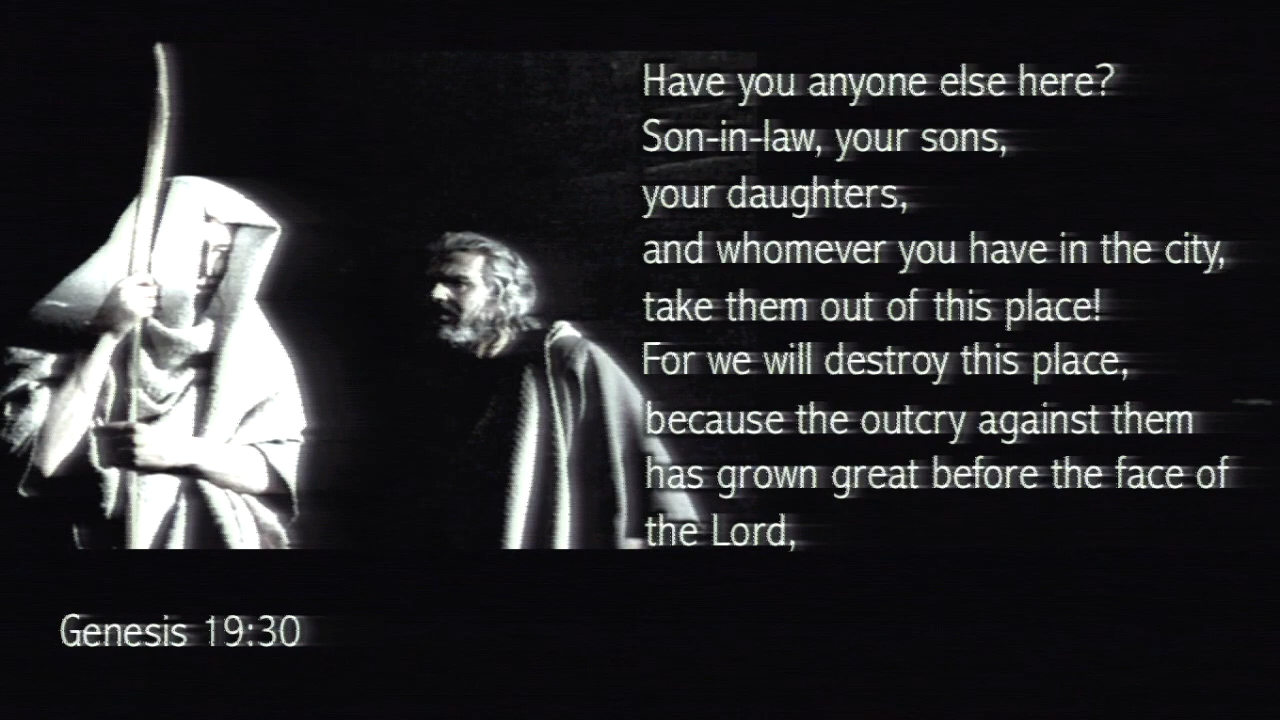 Have you anyone else here?
Son-in-law, your sons,
your daughters,
and whomever you have in the city,
take them out of this place!
For we will destroy this place,
because the outcry against them
has grown great before the face of
the Lord,
Genesis 19:30